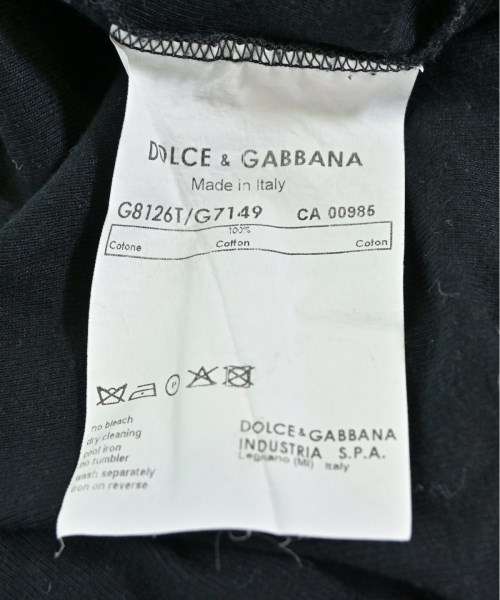 DOLCE & GABBANA
Made in Italy
G8126T/G7149 CA 00985
100%
Cotone Cotton Coton
P
no bleach
dry cleaning
cool iron
no tumbler
wash separately
iron on reverse
DOLCE & GABBANA
INDUSTRIA S.P.A.
Legnano (MI) Italy